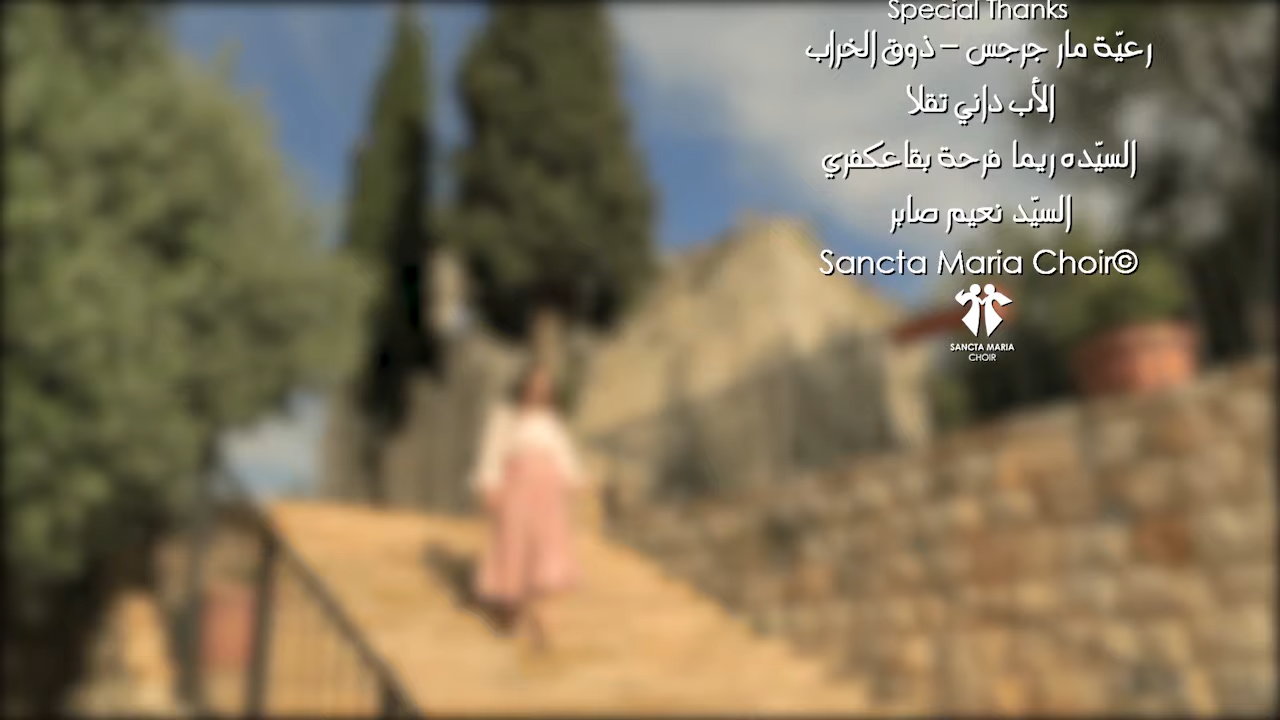 Special Thanks
رعيّة مار جرجس – ذوق الخراب
الأب داني تقلا
السيّده ريما فرحة بقاعكفري
السيّد نعيم صابر
Sancta Maria Choir©
SANCTA MARIA
CHOIR